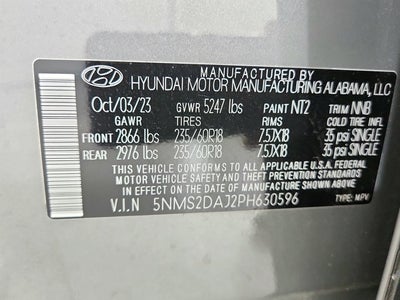 MANUFACTURED BY
HYUNDAI MOTOR MANUFACTURING ALABAMA, LLC
Oct/03/23 GVWR 5247 lbs PAINT NT2 TRIM NNB
GAWR TIRES RIMS COLD TIRE INFL
FRONT 2866 lbs 235/60R18 7.5JX18 35 psi SINGLE
REAR 2976 lbs 235/60R18 7.5JX18 35 psi SINGLE
THIS VEHICLE CONFORMS TO ALL APPLICABLE U.S.A. FEDERAL
MOTOR VEHICLE SAFETY AND THEFT PREVENTION STANDARDS
IN EFFECT ON THE DATE OF MANUFACTURE SHOWN ABOVE.
V.I.N 5NMS2DAJ2PH630596 TYPE: MPV